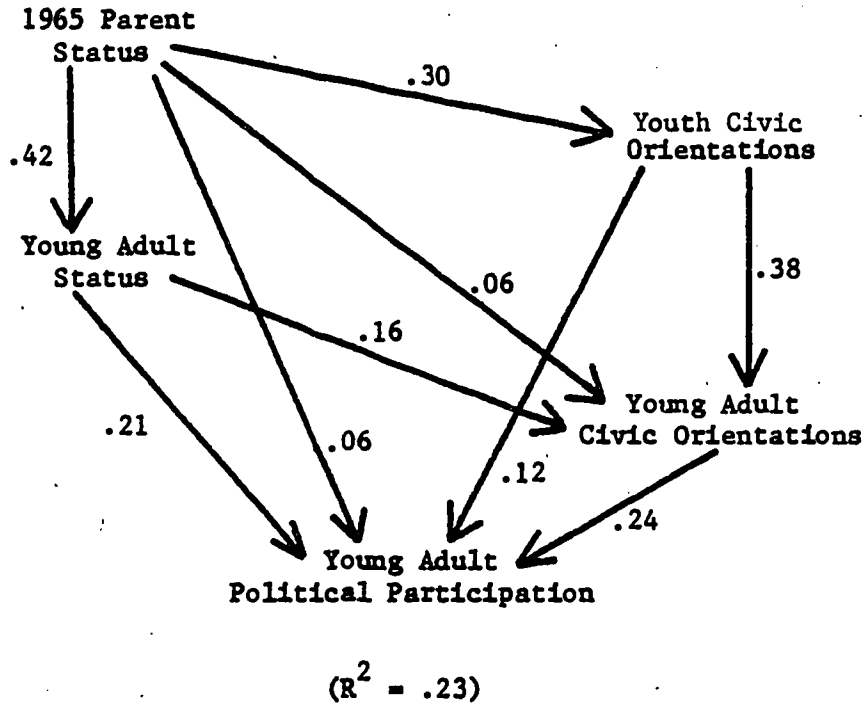 1965 Parent
Status
.30
Youth Civic
Orientations
.42
Young Adult
Status
.38
.06
.16
Young Adult
Civic Orientations
.21
.06
.12
.24
Young Adult
Political Participation
(R² = .23)